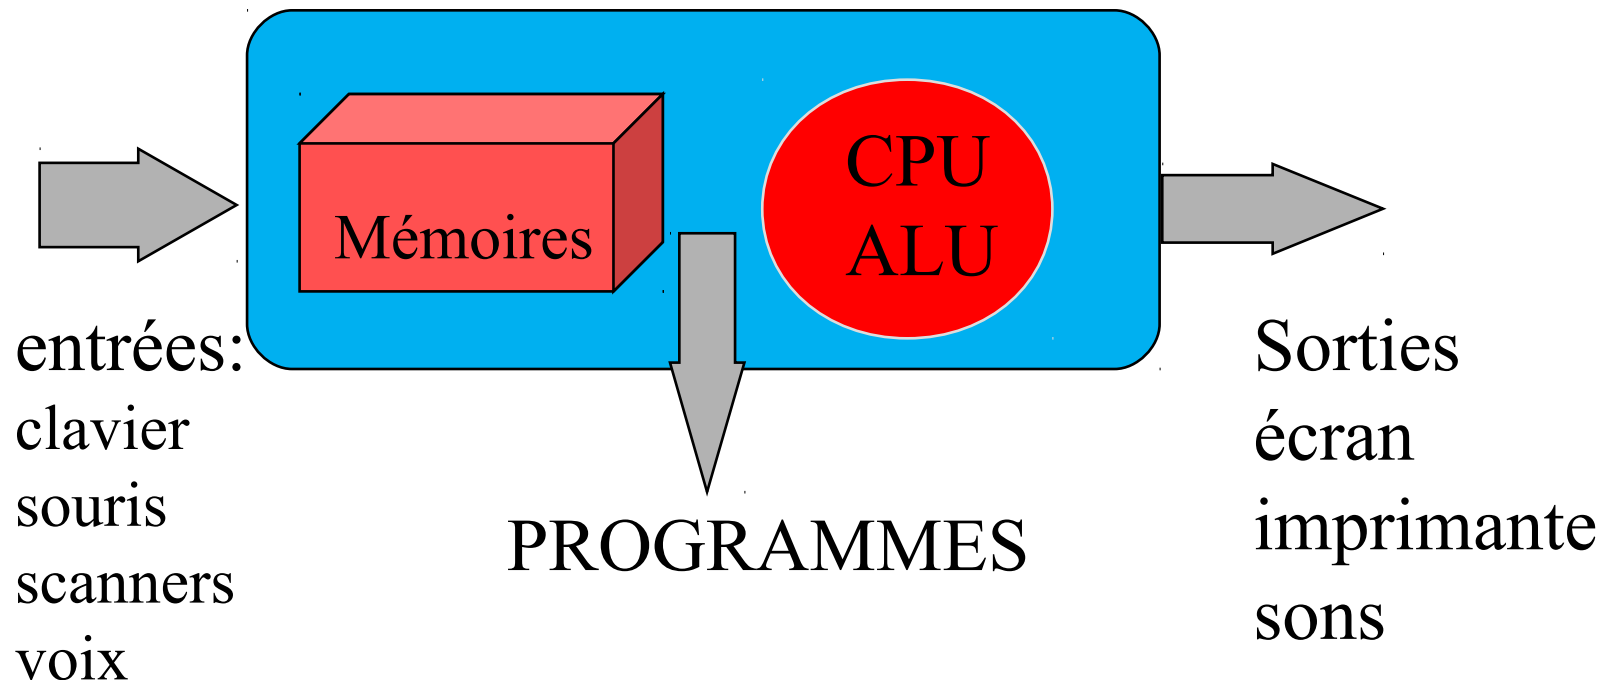 CPU
ALU
Mémoires
entrées:
clavier
souris
scanners
voix
PROGRAMMES
Sorties
écran
imprimante
sons